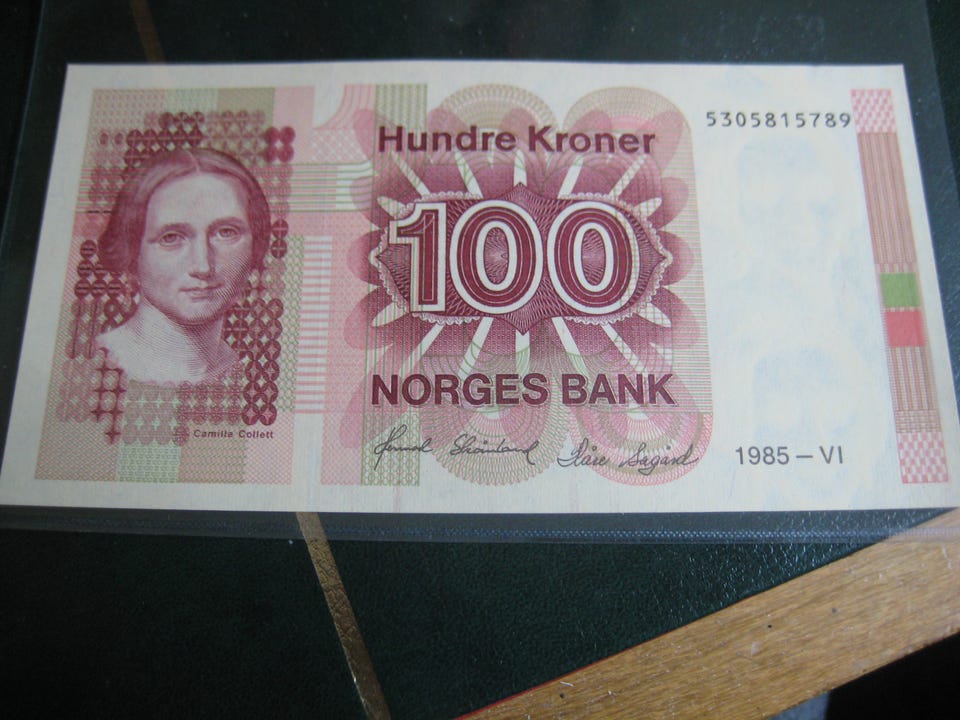 Hundre Kroner
5305815789
100
NORGES BANK
Camilla Collett
1985 – VI